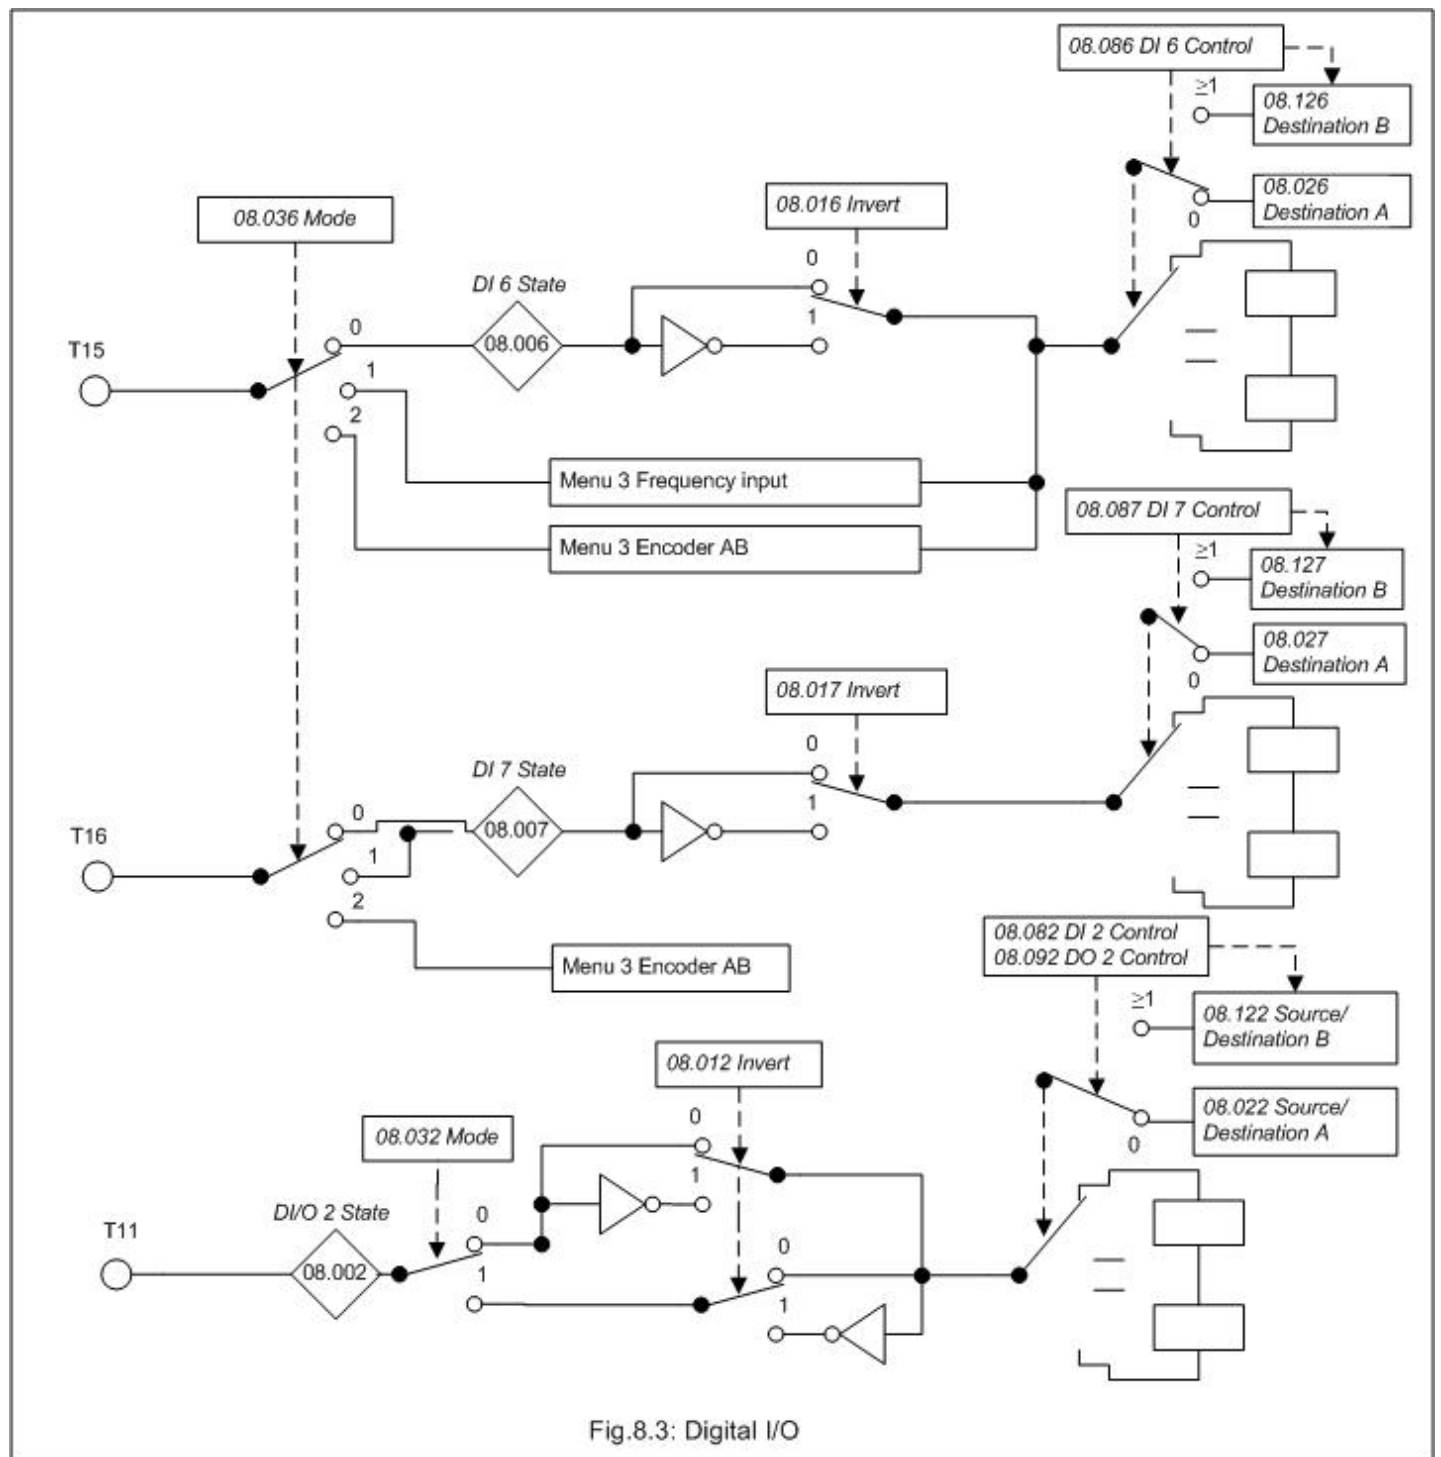 08.086 DI 6 Control
≥1
08.126
Destination B
08.026
Destination A
0
08.036 Mode
08.016 Invert
0
1
DI 6 State
08.006
T15
0
1
2
Menu 3 Frequency input
Menu 3 Encoder AB
08.087 DI 7 Control
≥1
08.127
Destination B
08.027
Destination A
0
08.017 Invert
0
1
DI 7 State
08.007
T16
0
1
2
Menu 3 Encoder AB
08.082 DI 2 Control
08.092 DO 2 Control
≥1
08.122 Source/
Destination B
08.022 Source/
Destination A
0
08.012 Invert
0
1
08.032 Mode
DI/O 2 State
08.002
T11
0
1
0
1
Fig.8.3: Digital I/O